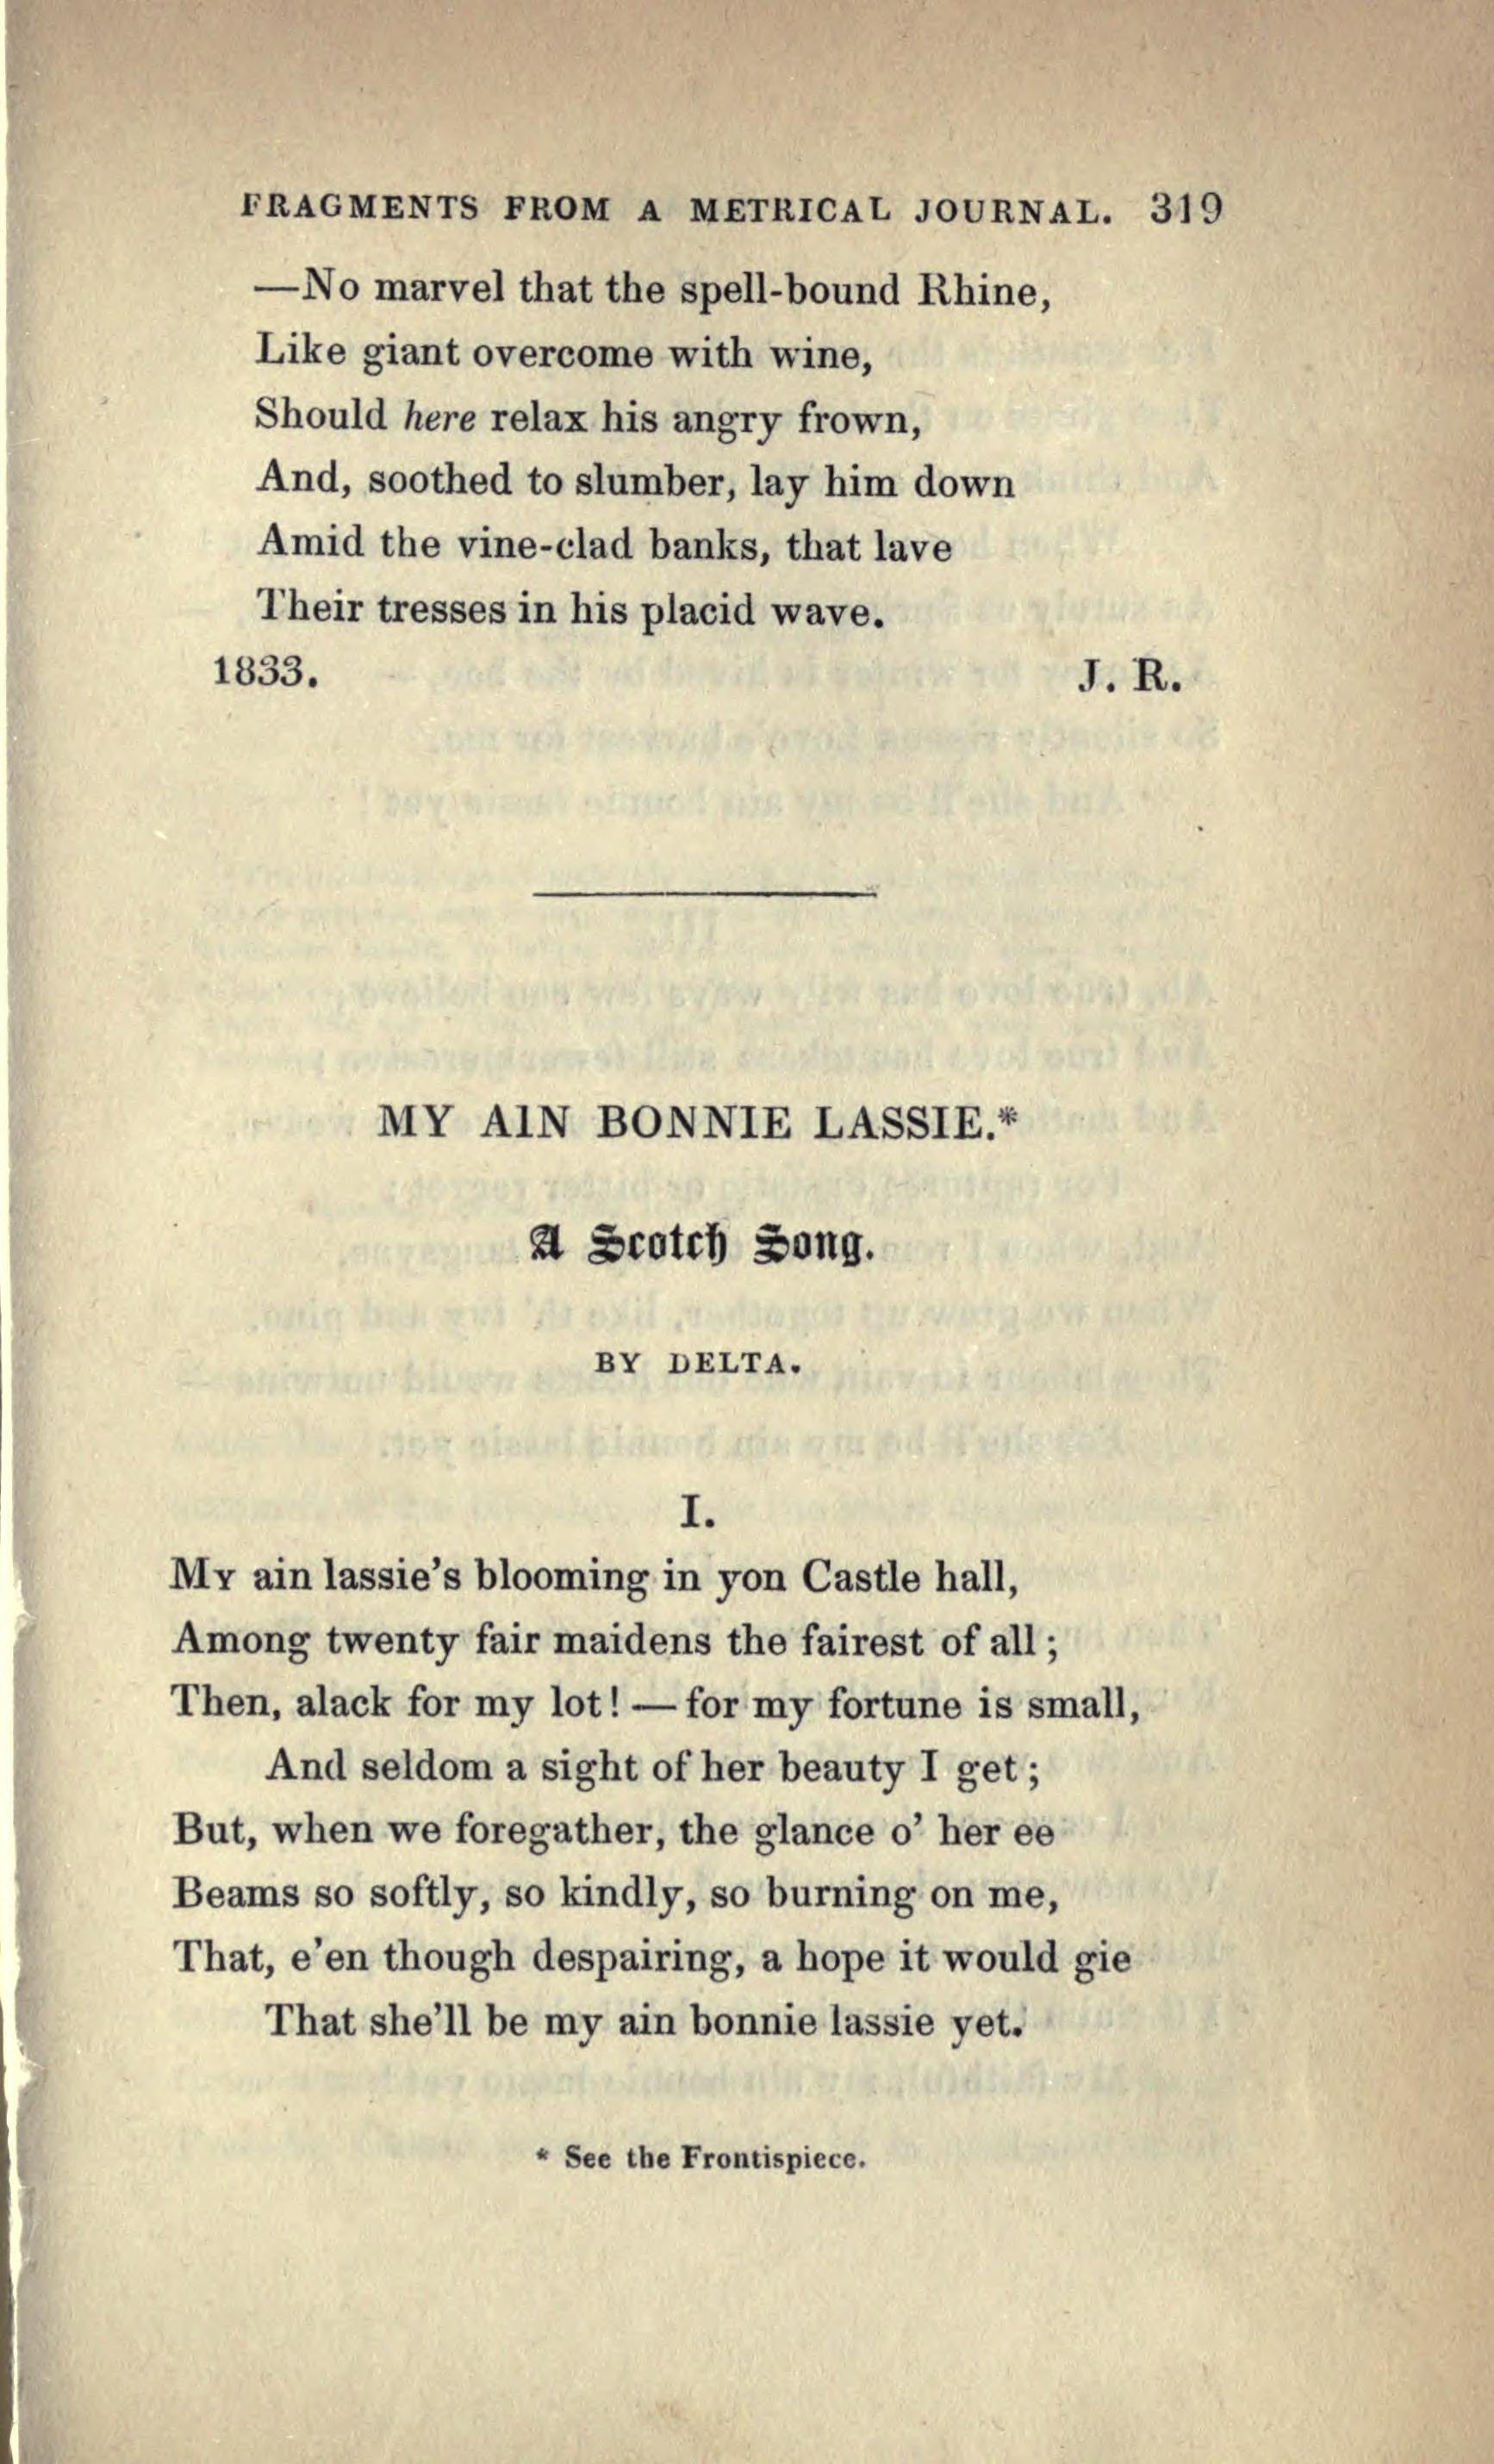 FRAGMENTS FROM A METRICAL JOURNAL. 319
—No marvel that the spell-bound Rhine,
Like giant overcome with wine,
Should here relax his angry frown,
And, soothed to slumber, lay him down
Amid the vine-clad banks, that lave
Their tresses in his placid wave.
1833. J. R.
MY AIN BONNIE LASSIE.*
A Scotch Song.
BY DELTA.
I.
MY ain lassie's blooming in yon Castle hall,
Among twenty fair maidens the fairest of all;
Then, alack for my lot! — for my fortune is small,
And seldom a sight of her beauty I get;
But, when we foregather, the glance o' her ee
Beams so softly, so kindly, so burning on me,
That, e'en though despairing, a hope it would gie
That she'll be my ain bonnie lassie yet.
* See the Frontispiece.